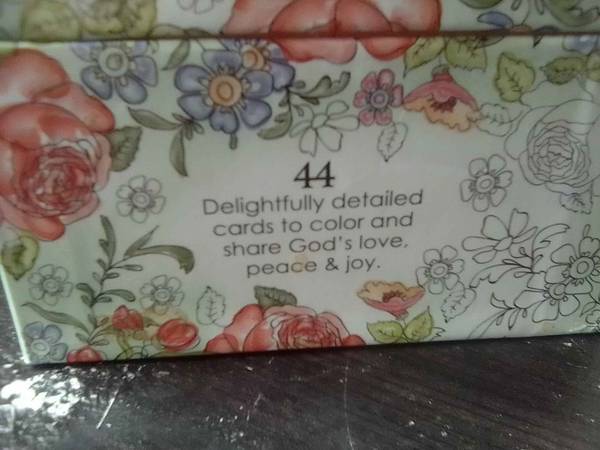 44
Delightfully detailed
cards to color and
share God's love,
peace & joy.